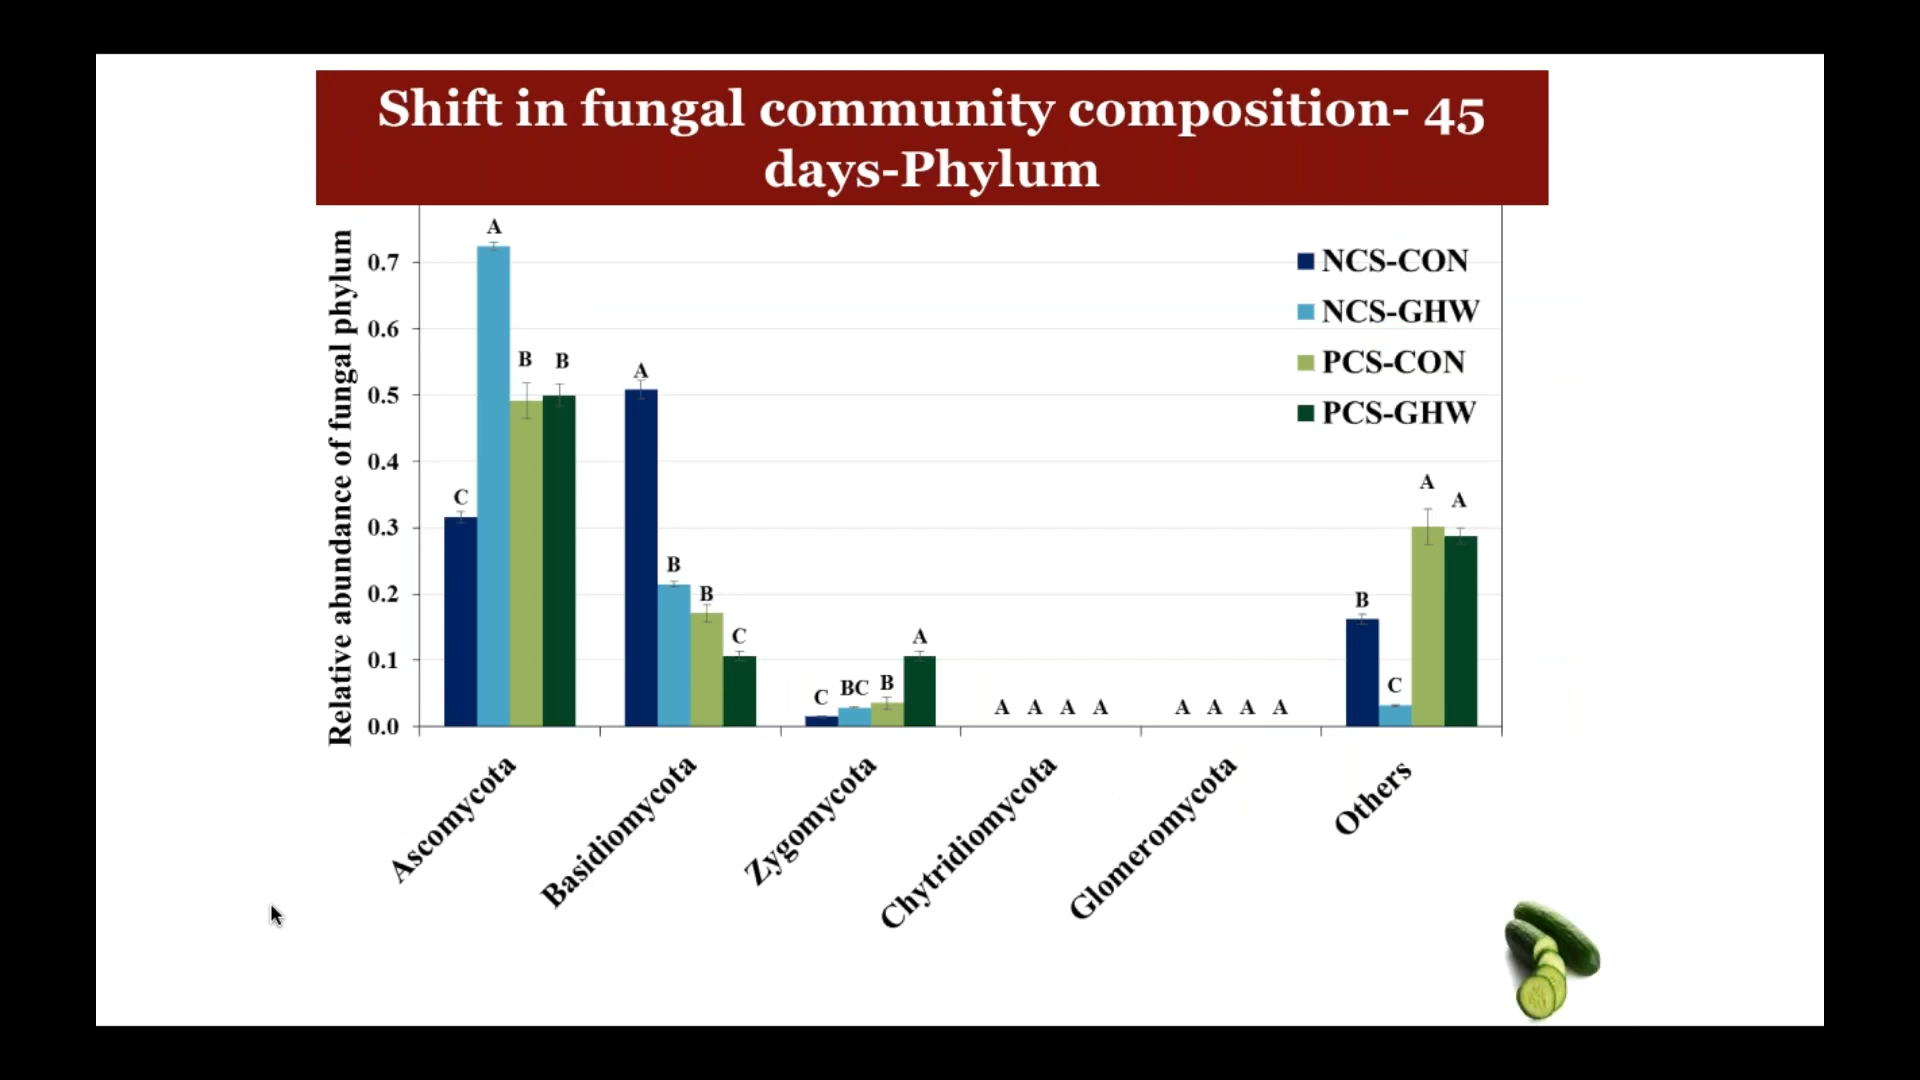 Shift in fungal community composition- 45
days-Phylum
Relative abundance of fungal phylum
0.7
0.6
0.5
0.4
0.3
0.2
0.1
0.0
A
C
B B
A
B
B
C
C BC B A
A A A A
A A A A
B
C
A
A
NCS-CON
NCS-GHW
PCS-CON
PCS-GHW
Ascomycota
Basidiomycota
Zygomycota
Chytridiomycota
Glomeromycota
Others